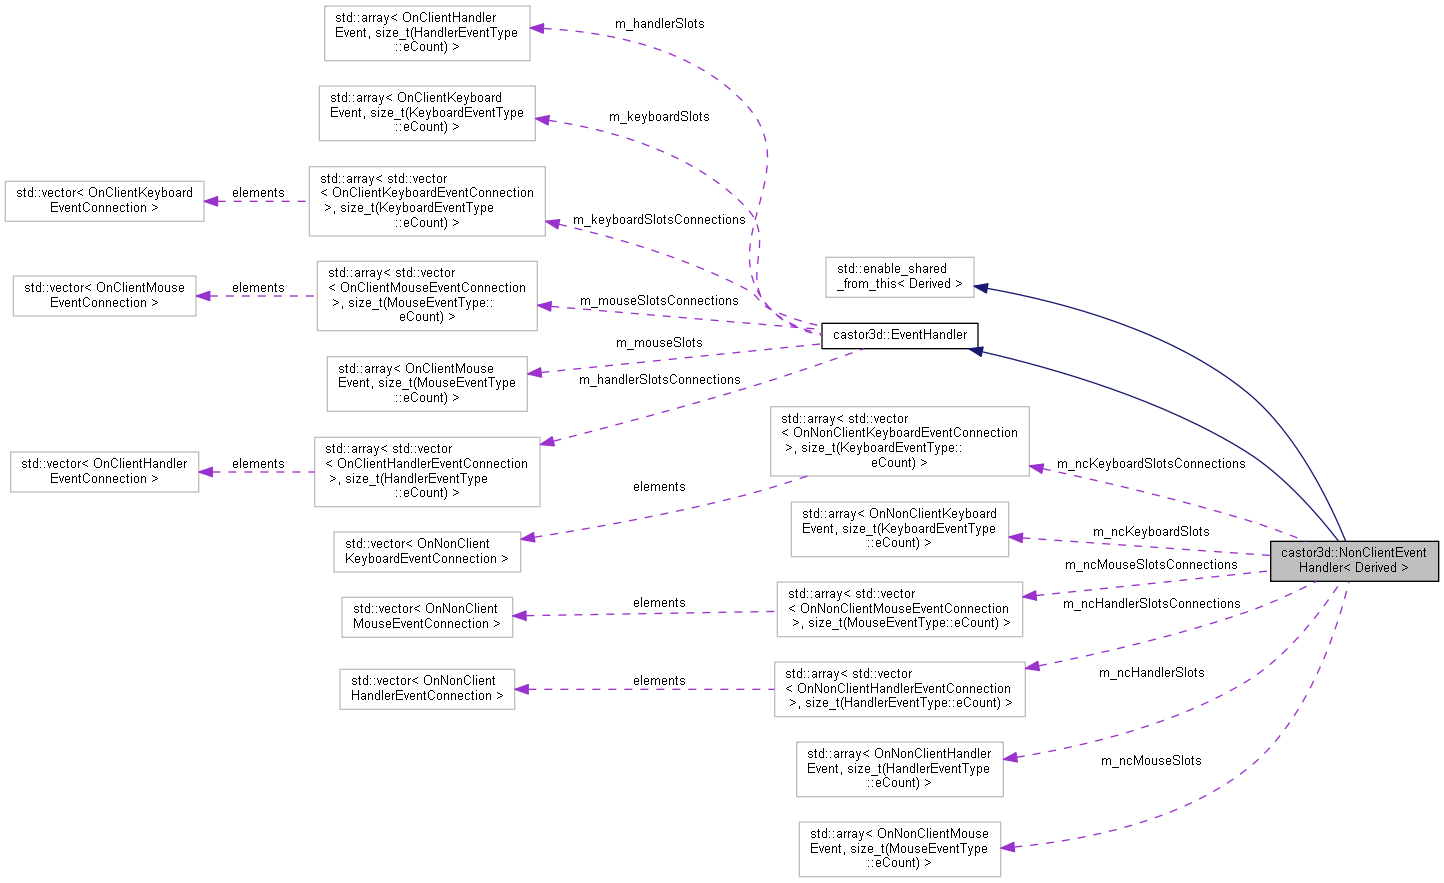 std::array< OnClientHandler
Event, size_t(HandlerEventType
::eCount) >
m_handlerSlots
std::array< OnClientKeyboard
Event, size_t(KeyboardEventType
::eCount) >
m_keyboardSlots
std::vector< OnClientKeyboard
EventConnection >
elements
std::array< std::vector
< OnClientKeyboardEventConnection
>, size_t(KeyboardEventType
::eCount) >
m_keyboardSlotsConnections
std::vector< OnClientMouse
EventConnection >
elements
std::array< std::vector
< OnClientMouseEventConnection
>, size_t(MouseEventType::
eCount) >
m_mouseSlotsConnections
std::enable_shared
_from_this< Derived >
castor3d::EventHandler
std::array< OnClientMouse
Event, size_t(MouseEventType
::eCount) >
m_mouseSlots
m_handlerSlotsConnections
std::vector< OnClientHandler
EventConnection >
elements
std::array< std::vector
< OnClientHandlerEventConnection
>, size_t(HandlerEventType
::eCount) >
std::array< std::vector
< OnNonClientKeyboardEventConnection
>, size_t(KeyboardEventType::
eCount) >
m_ncKeyboardSlotsConnections
elements
std::vector< OnNonClient
KeyboardEventConnection >
std::array< OnNonClientKeyboard
Event, size_t(KeyboardEventType
::eCount) >
m_ncKeyboardSlots
castor3d::NonClientEvent
Handler< Derived >
m_ncMouseSlotsConnections
std::vector< OnNonClient
MouseEventConnection >
elements
std::array< std::vector
< OnNonClientMouseEventConnection
>, size_t(MouseEventType::eCount) >
m_ncHandlerSlotsConnections
std::vector< OnNonClient
HandlerEventConnection >
elements
std::array< std::vector
< OnNonClientHandlerEventConnection
>, size_t(HandlerEventType::eCount) >
m_ncHandlerSlots
std::array< OnNonClientHandler
Event, size_t(HandlerEventType
::eCount) >
m_ncMouseSlots
std::array< OnNonClientMouse
Event, size_t(MouseEventType
::eCount) >